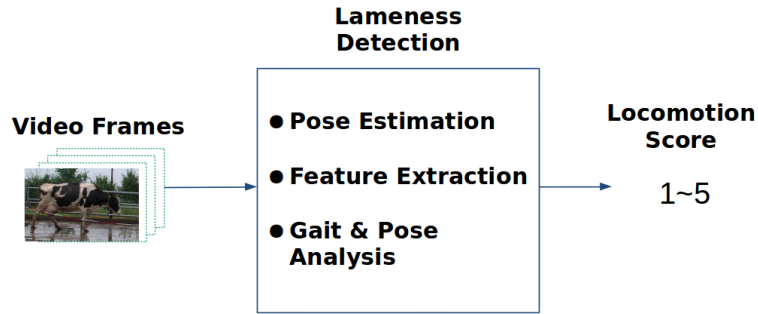 Lameness
Detection
Video Frames
● Pose Estimation
● Feature Extraction
● Gait & Pose
Analysis
Locomotion
Score
1~5